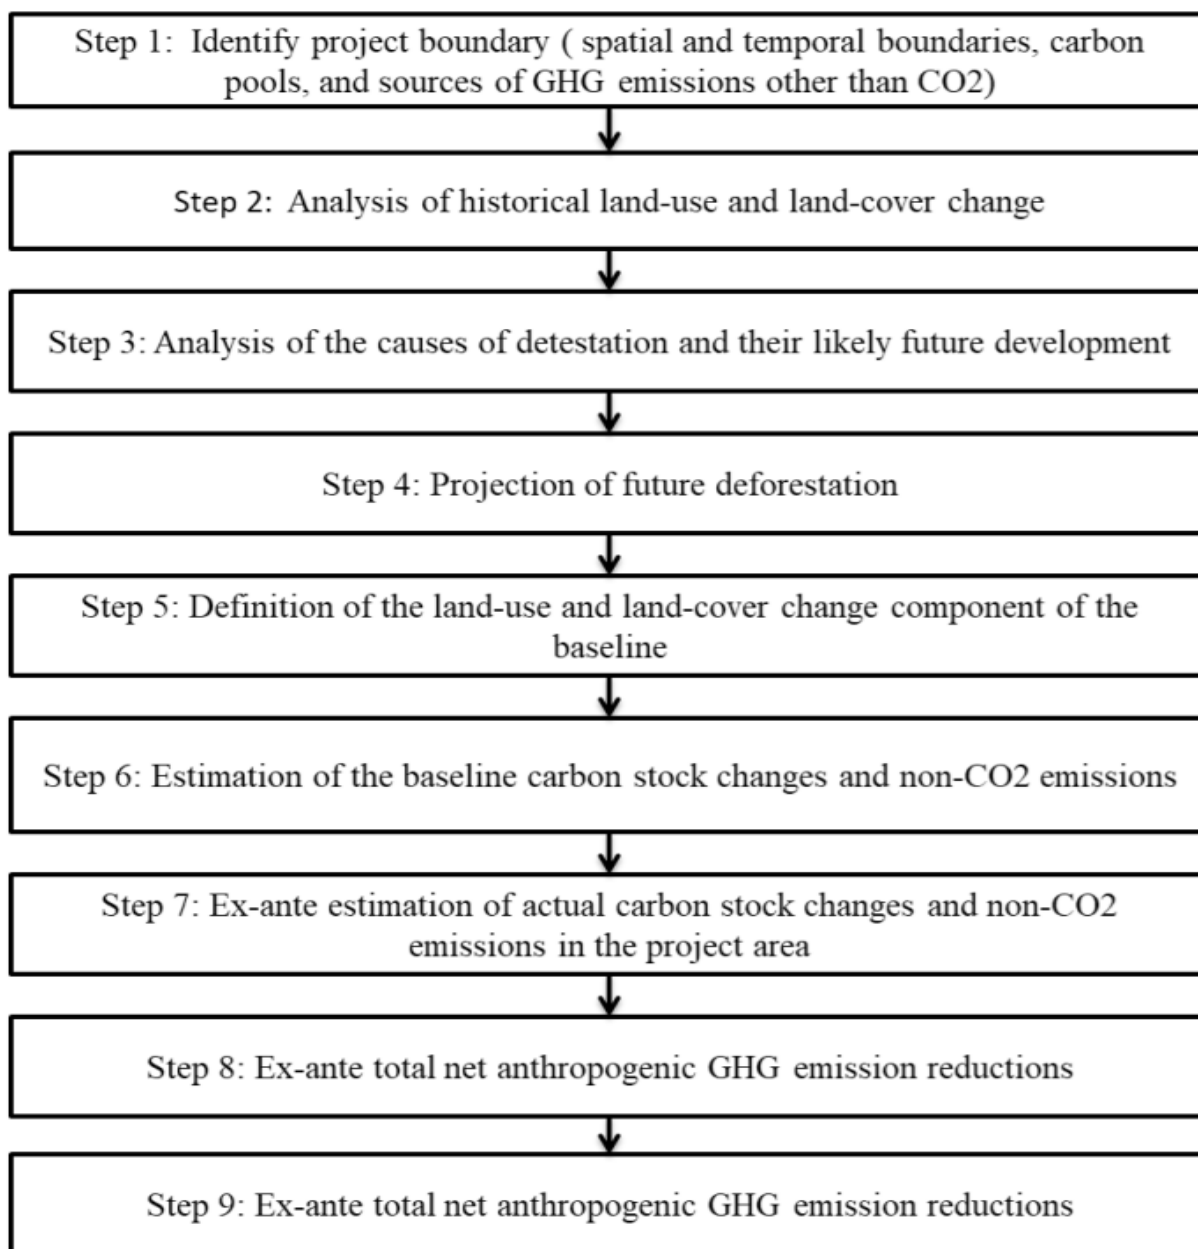 Step 1: Identify project boundary ( spatial and temporal boundaries, carbon
pools, and sources of GHG emissions other than CO2)
Step 2: Analysis of historical land-use and land-cover change
Step 3: Analysis of the causes of detestation and their likely future development
Step 4: Projection of future deforestation
Step 5: Definition of the land-use and land-cover change component of the
baseline
Step 6: Estimation of the baseline carbon stock changes and non-CO2 emissions
Step 7: Ex-ante estimation of actual carbon stock changes and non-CO2
emissions in the project area
Step 8: Ex-ante total net anthropogenic GHG emission reductions
Step 9: Ex-ante total net anthropogenic GHG emission reductions